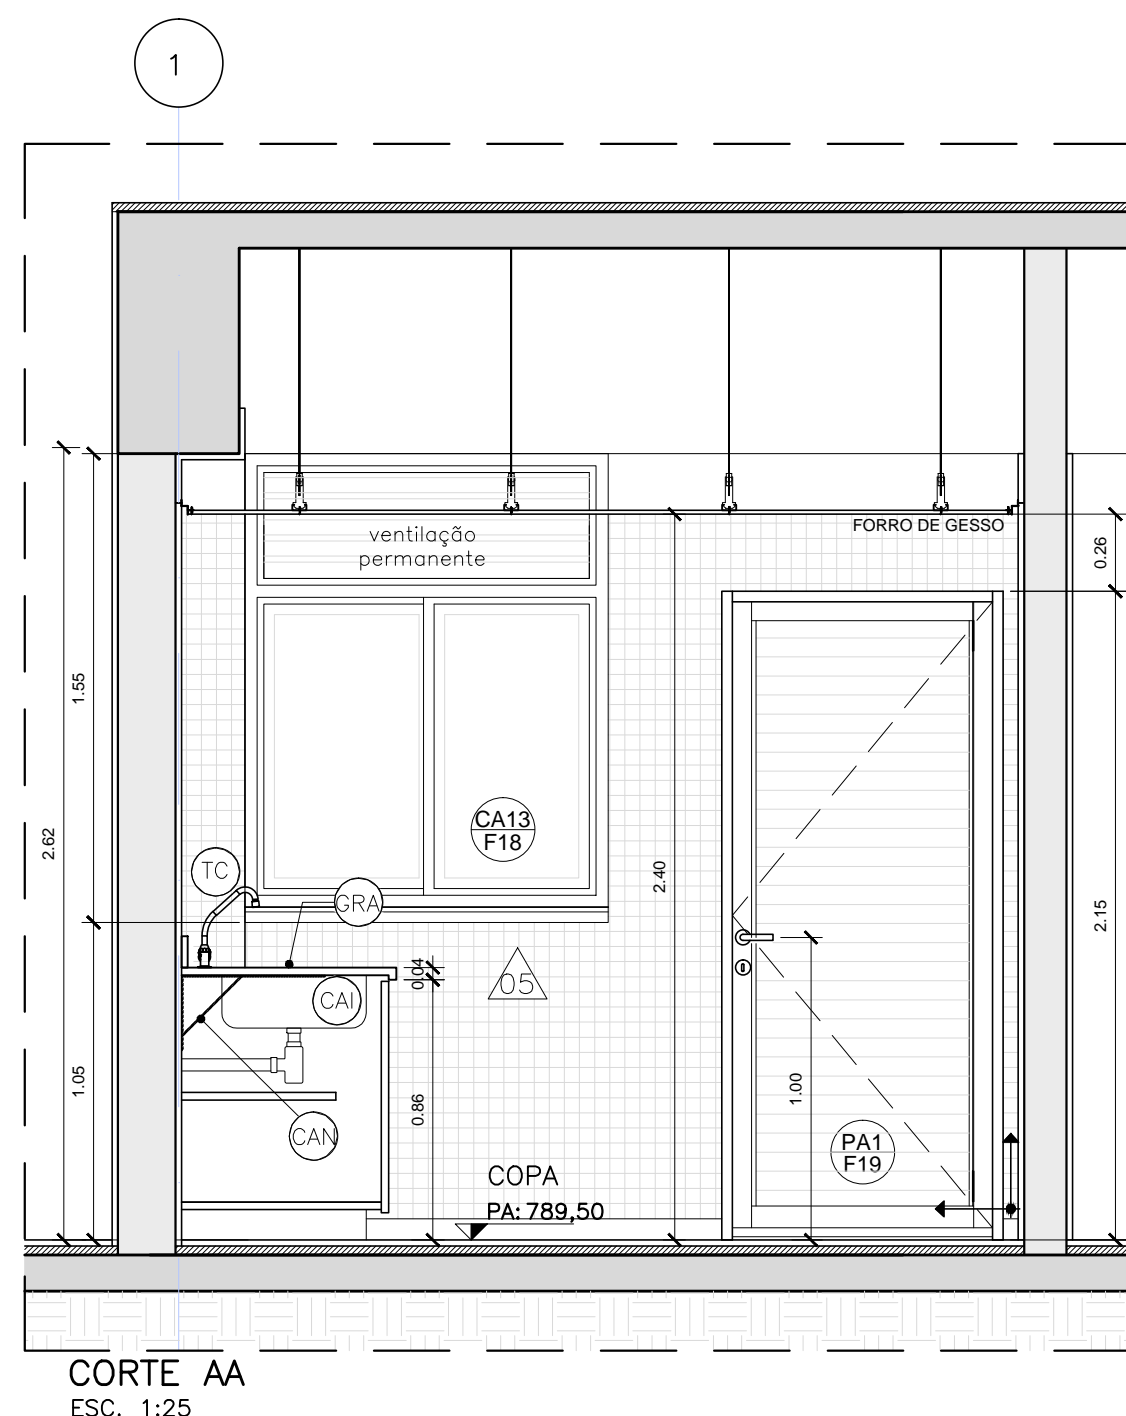 1
ventilação
permanente
FORRO DE GESSO
0.26
1.55
CA13
F18
2.62
TC
2.40
GRA
2.15
0.04
05
CAI
1.05
0.86
1.00
CAN
PA1
F19
COPA
PA: 789,50
CORTE AA
ESC. 1:25